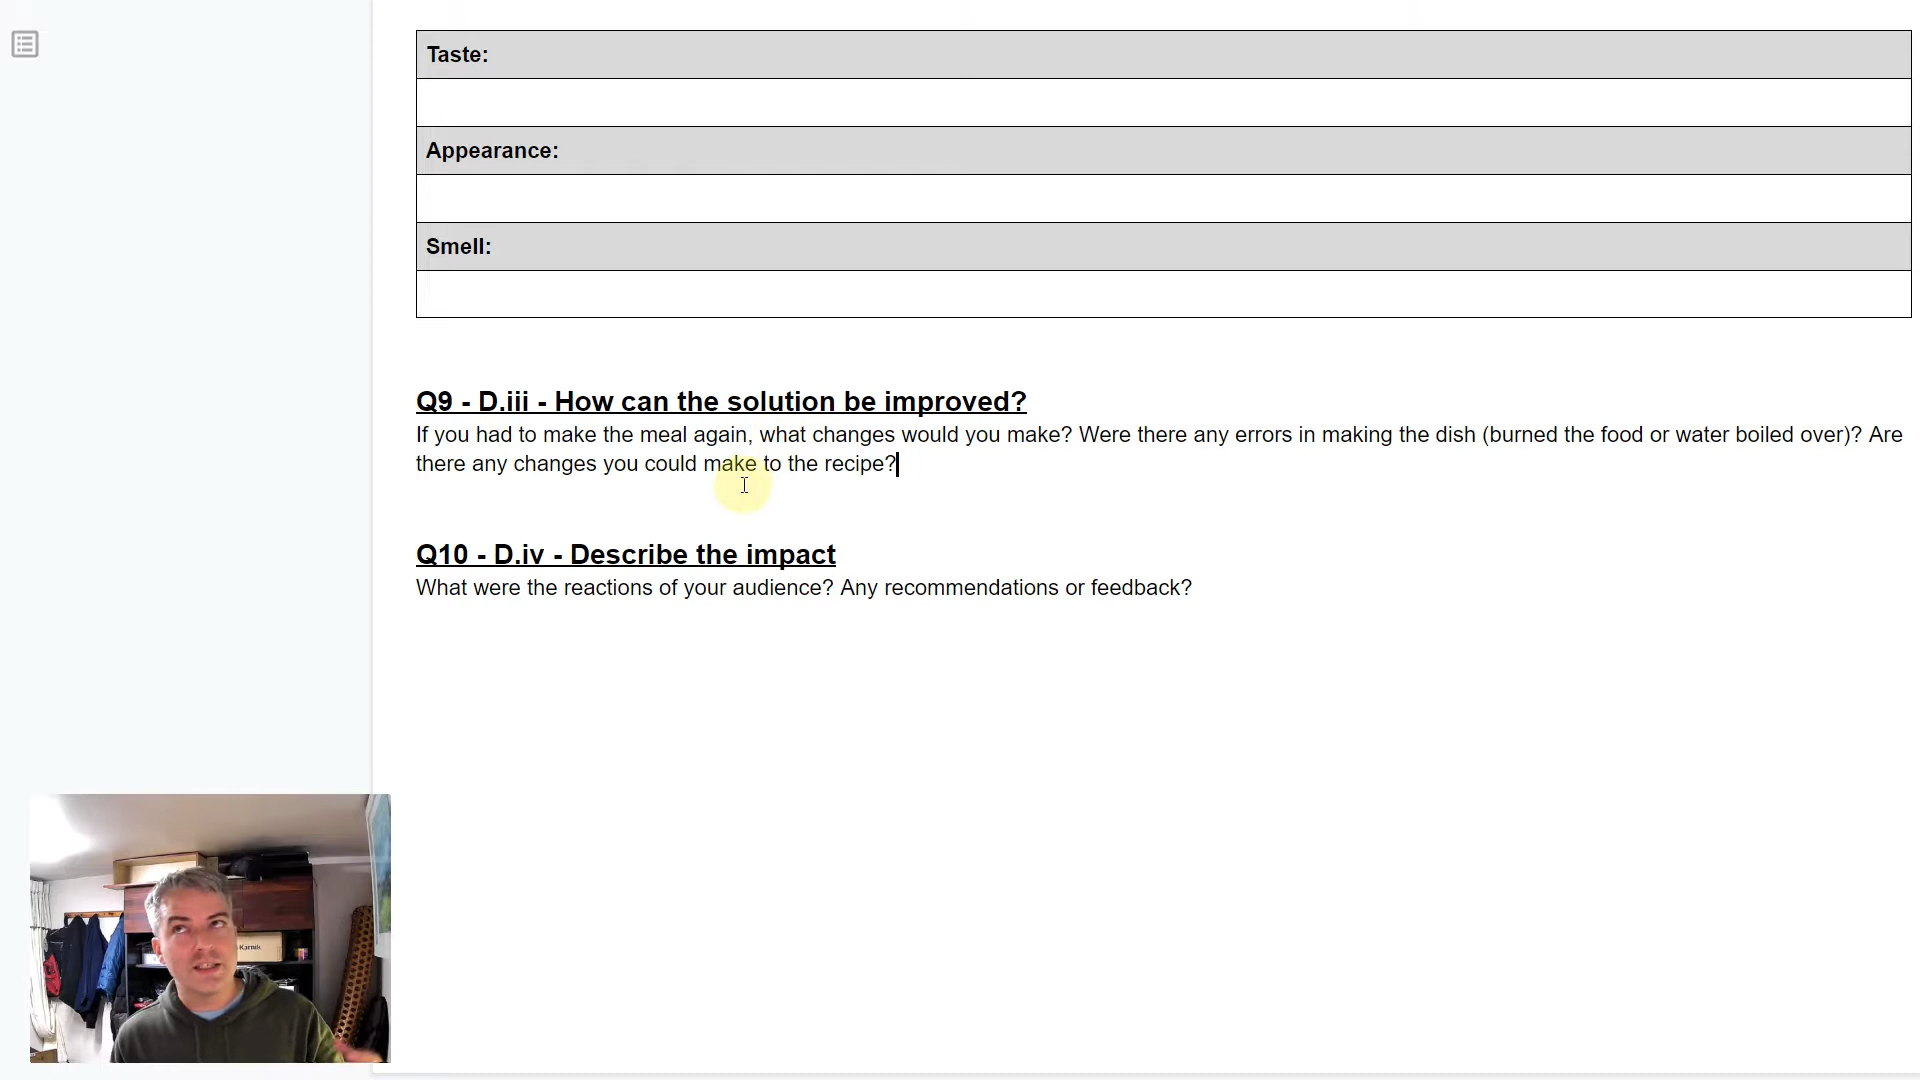 Taste:
Appearance:
Smell:
Q9 - D.iii - How can the solution be improved?
If you had to make the meal again, what changes would you make? Were there any errors in making the dish (burned the food or water boiled over)? Are
there any changes you could make to the recipe?
Q10 - D.iv - Describe the impact
What were the reactions of your audience? Any recommendations or feedback?
Karnik